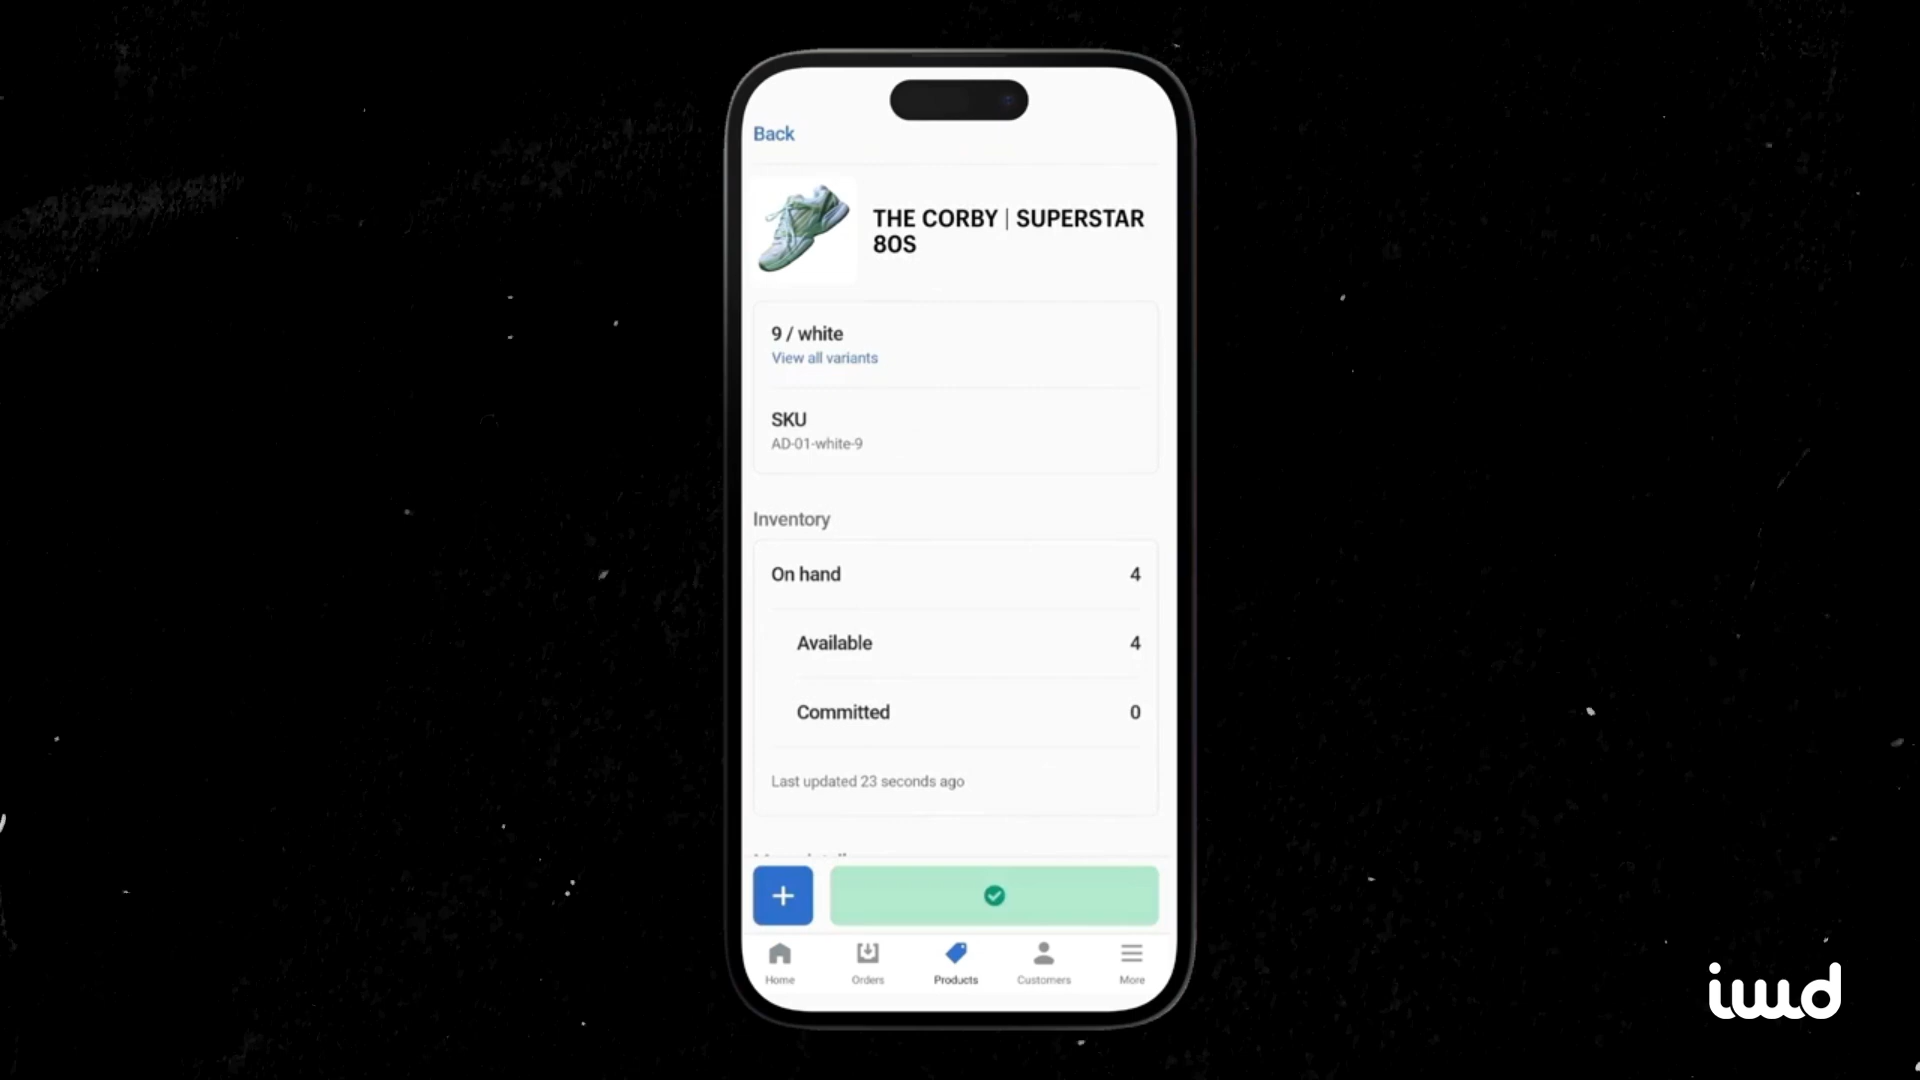 Back
THE CORBY | SUPERSTAR
80S
9 / white
View all variants
SKU
AD-01-white-9
Inventory
On hand 4
Available 4
Committed 0
Last updated 23 seconds ago
Home Orders Products Customers More
iwd